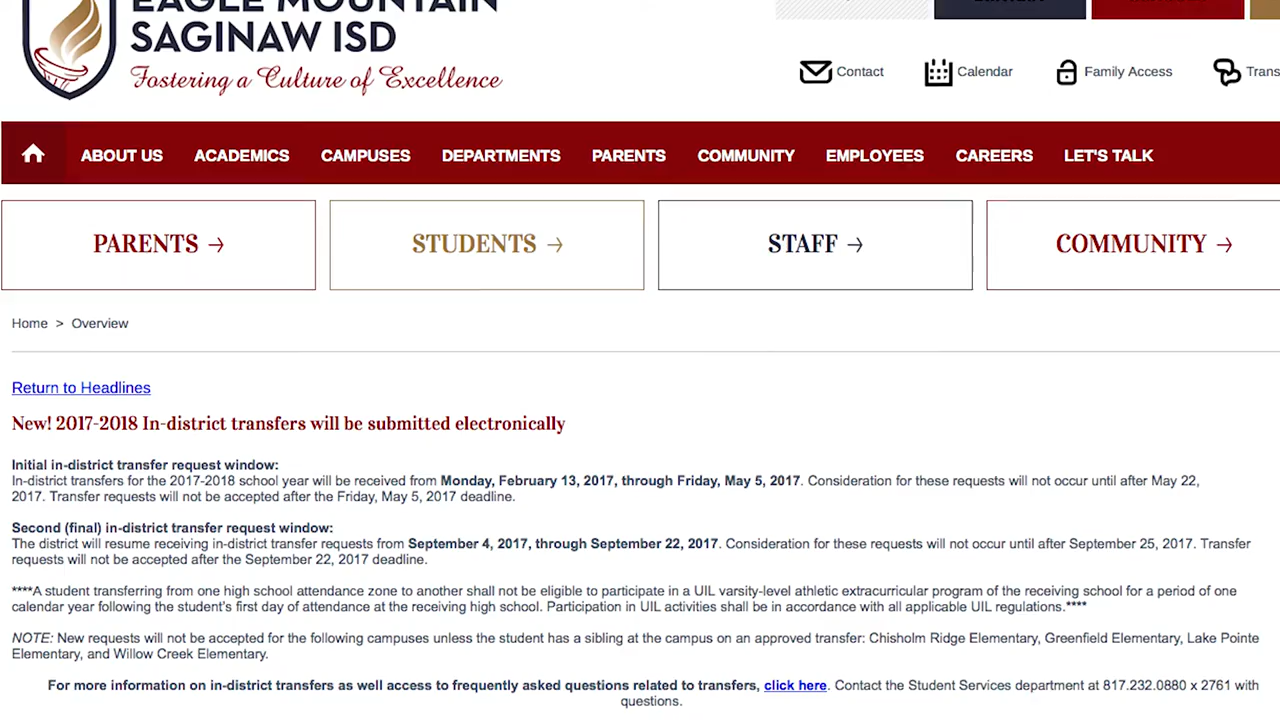 EAGLE MOUNTAIN
SAGINAW ISD
Fostering a Culture of Excellence
Contact Calendar Family Access Trans
ABOUT US ACADEMICS CAMPUSES DEPARTMENTS PARENTS COMMUNITY EMPLOYEES CAREERS LET'S TALK
PARENTS → STUDENTS → STAFF → COMMUNITY →
Home > Overview
Return to Headlines
New! 2017-2018 In-district transfers will be submitted electronically
Initial in-district transfer request window:
In-district transfers for the 2017-2018 school year will be received from Monday, February 13, 2017, through Friday, May 5, 2017. Consideration for these requests will not occur until after May 22,
2017. Transfer requests will not be accepted after the Friday, May 5, 2017 deadline.
Second (final) in-district transfer request window:
The district will resume receiving in-district transfer requests from September 4, 2017, through September 22, 2017. Consideration for these requests will not occur until after September 25, 2017. Transfer
requests will not be accepted after the September 22, 2017 deadline.
****A student transferring from one high school attendance zone to another shall not be eligible to participate in a UIL varsity-level athletic extracurricular program of the receiving school for a period of one
calendar year following the student's first day of attendance at the receiving high school. Participation in UIL activities shall be in accordance with all applicable UIL regulations.****
NOTE: New requests will not be accepted for the following campuses unless the student has a sibling at the campus on an approved transfer: Chisholm Ridge Elementary, Greenfield Elementary, Lake Pointe
Elementary, and Willow Creek Elementary.
For more information on in-district transfers as well access to frequently asked questions related to transfers, click here. Contact the Student Services department at 817.232.0880 x 2761 with
questions.